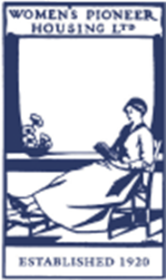 WOMEN'S PIONEER
HOUSING LTD
ESTABLISHED 1920